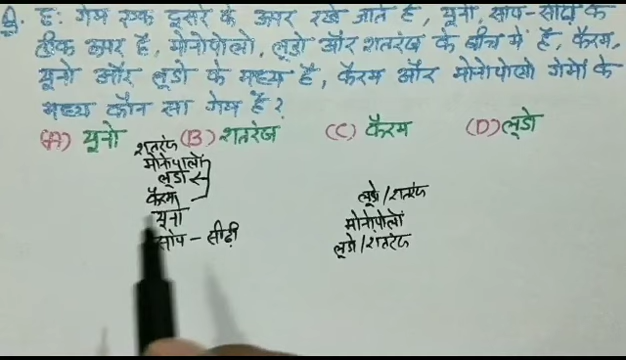 Q. छः गेम एक दूसरे के ऊपर रखे जाते है, यूनो, सांप-सीढ़ी के
ठीक ऊपर है, मोनोपोलो, लूडो और शतरंज के बीच में है, कैरम,
यूनो और लूडो के मध्य है, कैरम और मोनोपोलो गेमों के
मध्य कौन सा गेम है?
(A) यूनो (B) शतरंज (C) कैरम (D) लूडो
शतरंज
मोनोपोलो
लूडो
कैरम
यूनो
सांप - सीढ़ी
लूडो/शतरंज
मोनोपोलो
लूडो/शतरंज